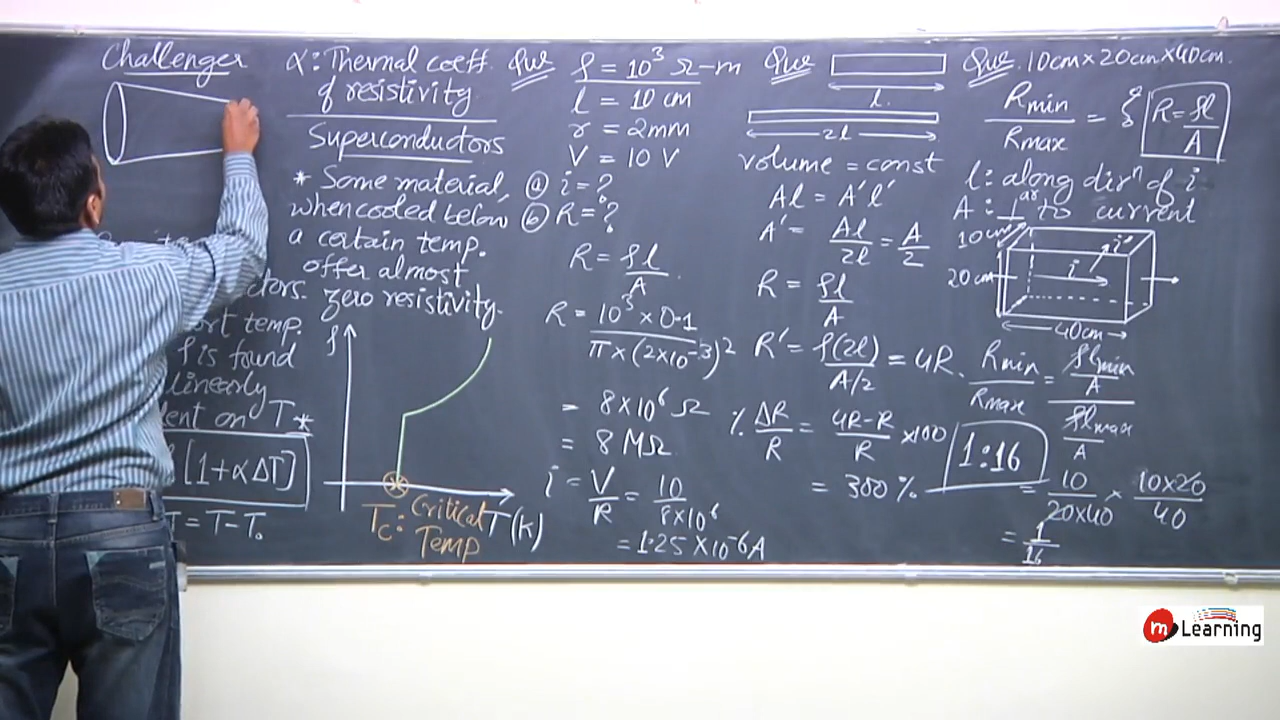 Challenger
ctors.
ort temp.
ρ is found
linearly
ent on T
[1+αΔT]
T = T-T₀
α: Thermal coeff.
of resistivity
Superconductors
* Some material,
when cooled below
a certain temp.
offer almost
zero resistivity.
*
ρ
T(K)
Tc: Critical
Temp
Que
ρ = 10³ Ω-m
l = 10 cm
r = 2mm
V = 10 V
(a) i = ?
(b) R = ?
R = ρl/A
R = 10³ × 0.1 / π×(2×10⁻³)²
= 8×10⁶ Ω
= 8 MΩ
i = V/R = 10/8×10⁶
= 1.25×10⁻⁶A
Que
l
2l
volume = const
Al = A'l'
A' = Al/2l = A/2
R = ρl/A
R' = ρ(2l)/A/2 = 4R.
% ΔR/R = 4R-R/R ×100
= 300 %
Que. 10cm×20cm×40cm.
Rmin/Rmax = { R = ρl/A
l: along dirⁿ of i
A: ⊥ᵃʳ to current
10cm
i'
20cm
i
40cm
Rmin/Rmax = ρlmin/A / ρlmax/A
1:16
= 10/20×40 × 10×20/40
= 1/16
m Learning